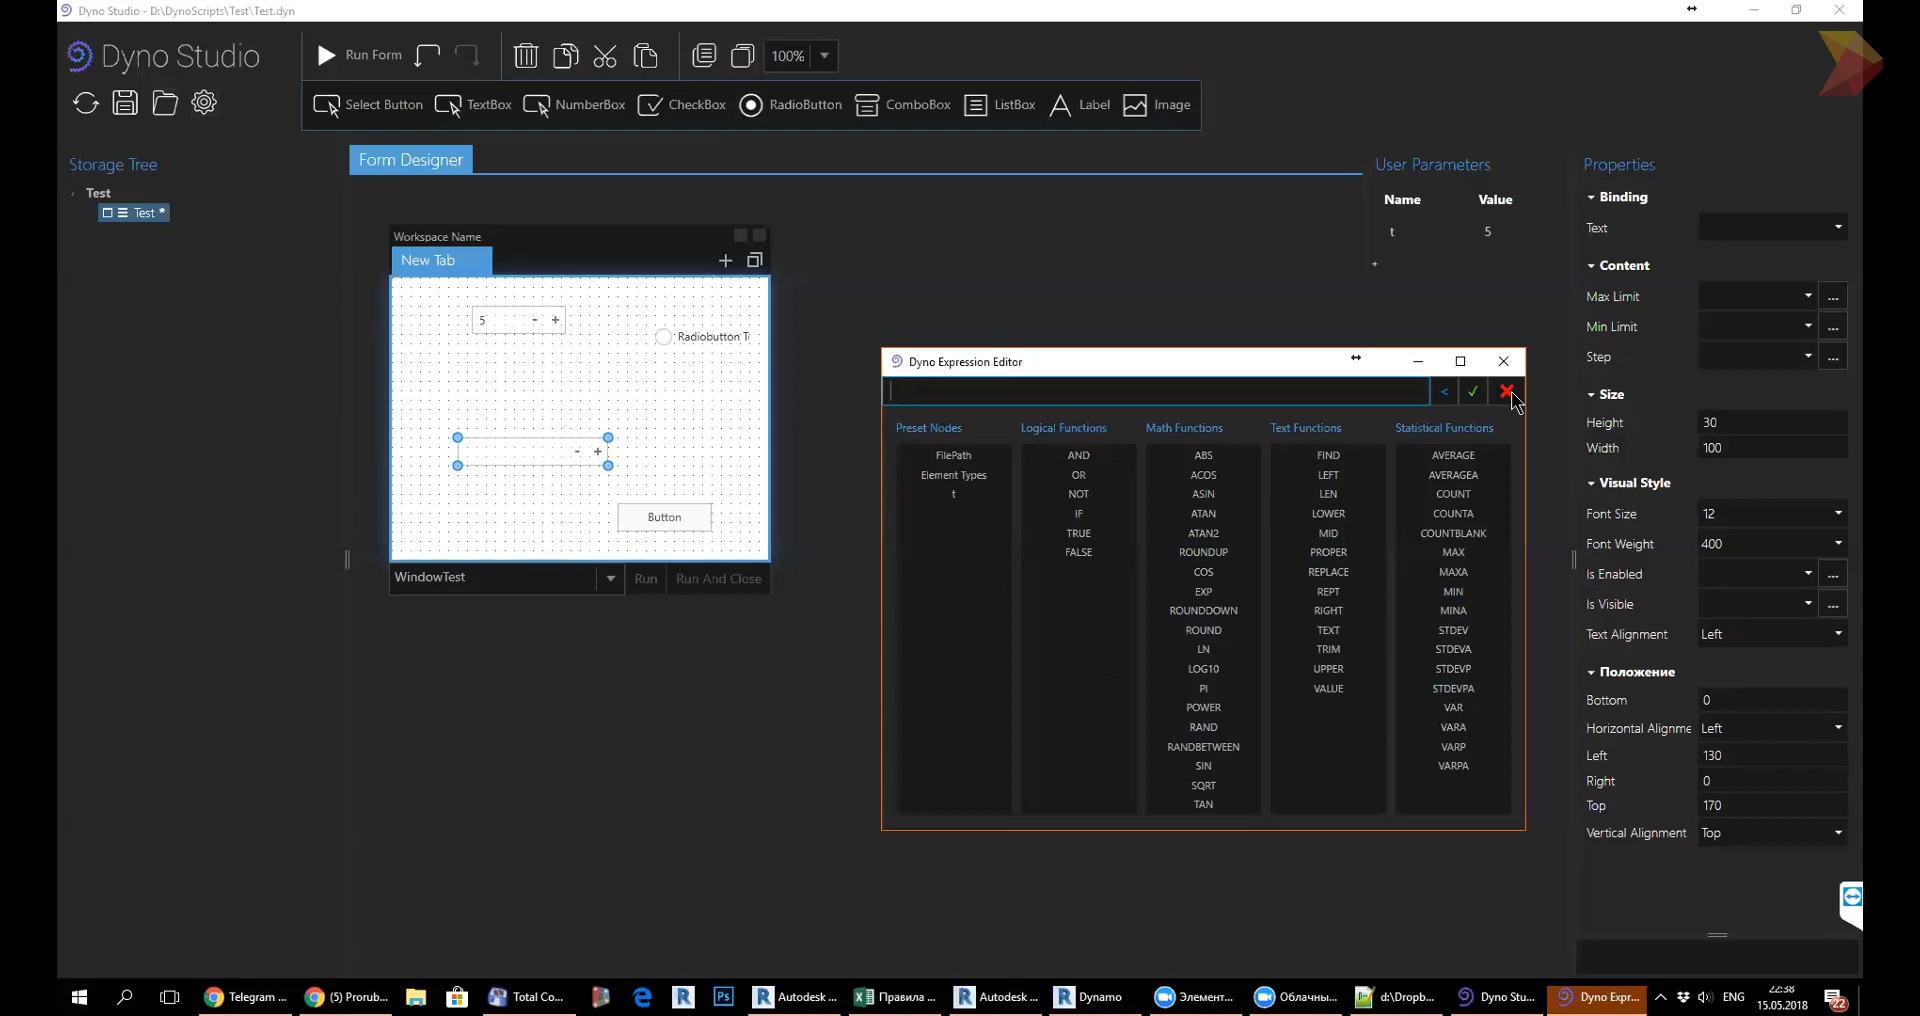 Dyno Studio - D:\DynoScripts\Test\Test.dyn
Dyno Studio
Run Form
100%
Select Button
TextBox
NumberBox
CheckBox
RadioButton
ComboBox
ListBox
Label
Image
Storage Tree
Test
Test *
Form Designer
Workspace Name
New Tab
5
Radiobutton T
Button
WindowTest
Run
Run And Close
User Parameters
Name
Value
t
5
+
Dyno Expression Editor
<
Preset Nodes
FilePath
Element Types
t
Logical Functions
AND
OR
NOT
IF
TRUE
FALSE
Math Functions
ABS
ACOS
ASIN
ATAN
ATAN2
ROUNDUP
COS
EXP
ROUNDDOWN
ROUND
LN
LOG10
PI
POWER
RAND
RANDBETWEEN
SIN
SQRT
TAN
Text Functions
FIND
LEFT
LEN
LOWER
MID
PROPER
REPLACE
REPT
RIGHT
TEXT
TRIM
UPPER
VALUE
Statistical Functions
AVERAGE
AVERAGEA
COUNT
COUNTA
COUNTBLANK
MAX
MAXA
MIN
MINA
STDEV
STDEVA
STDEVP
STDEVPA
VAR
VARA
VARP
VARPA
Properties
Binding
Text
Content
Max Limit ...
Min Limit ...
Step ...
Size
Height 30
Width 100
Visual Style
Font Size 12
Font Weight 400
Is Enabled ...
Is Visible ...
Text Alignment Left
Положение
Bottom 0
Horizontal Alignme Left
Left 130
Right 0
Top 170
Vertical Alignment Top
Telegram ...
(5) Prorub...
Total Co...
Ps
Autodesk ...
Правила ...
Autodesk ...
Dynamo
Элемент...
Облачны...
d:\Dropb...
Dyno Stu...
Dyno Expr...
ENG
22:38
15.05.2018
22